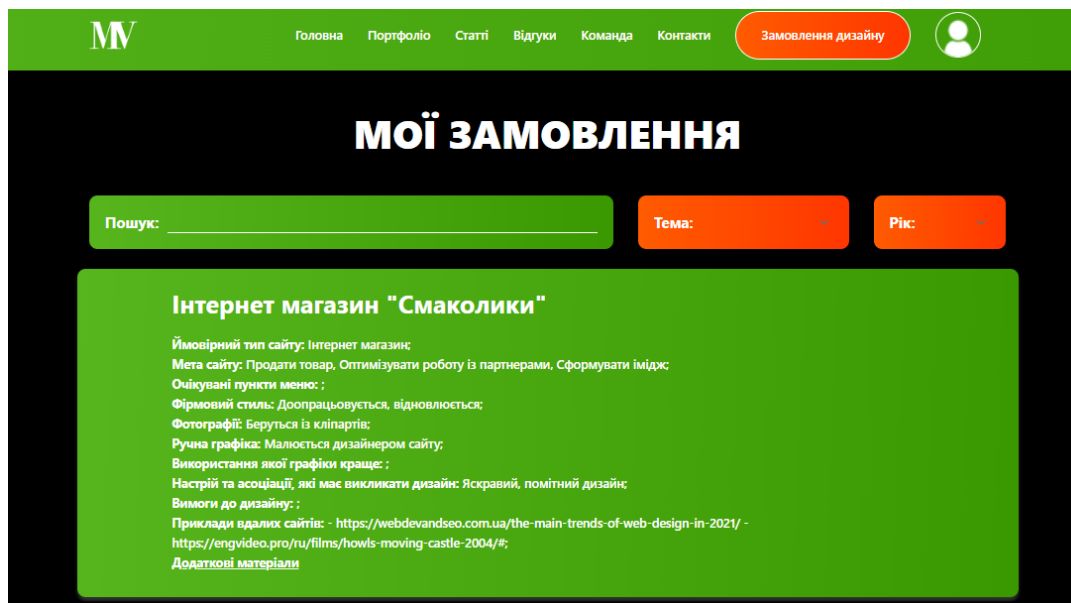 MV
Головна Портфоліо Статті Відгуки Команда Контакти Замовлення дизайну
МОЇ ЗАМОВЛЕННЯ
Пошук: Тема: Рік:
Інтернет магазин "Смаколики"
Ймовірний тип сайту: Інтернет магазин;
Мета сайту: Продати товар, Оптимізувати роботу із партнерами, Сформувати імідж;
Очікувані пункти меню: ;
Фірмовий стиль: Доопрацьовується, відновлюється;
Фотографії: Беруться із кліпартів;
Ручна графіка: Малюється дизайнером сайту;
Використання якої графіки краще: ;
Настрій та асоціації, які має викликати дизайн: Яскравий, помітний дизайн;
Вимоги до дизайну: ;
Приклади вдалих сайтів: - https://webdevandseo.com.ua/the-main-trends-of-web-design-in-2021/ -
https://engvideo.pro/ru/films/howls-moving-castle-2004/#;
Додаткові матеріали